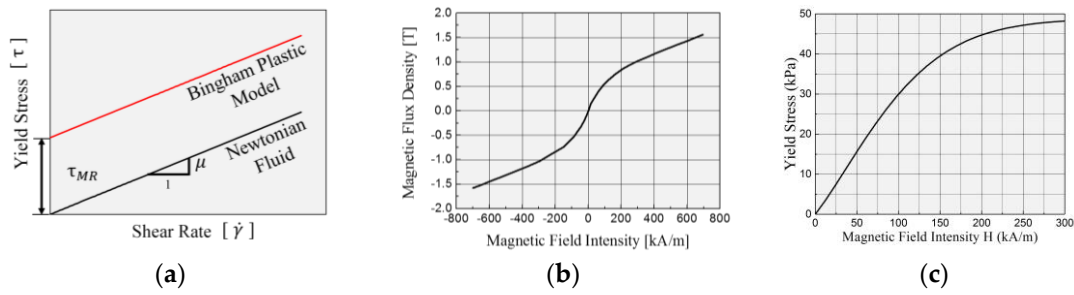 Yield Stress [ τ ]
Bingham Plastic
Model
Newtonian
Fluid
τMR
μ
1
Shear Rate [ γ̇ ]
(a)
Magnetic Flux Density [T]
2.0
1.5
1.0
0.5
0.0
-0.5
-1.0
-1.5
-2.0
-800 -600 -400 -200 0 200 400 600 800
Magnetic Field Intensity [kA/m]
(b)
Yield Stress (kPa)
50
40
30
20
10
0
0 50 100 150 200 250 300
Magnetic Field Intensity H (kA/m)
(c)